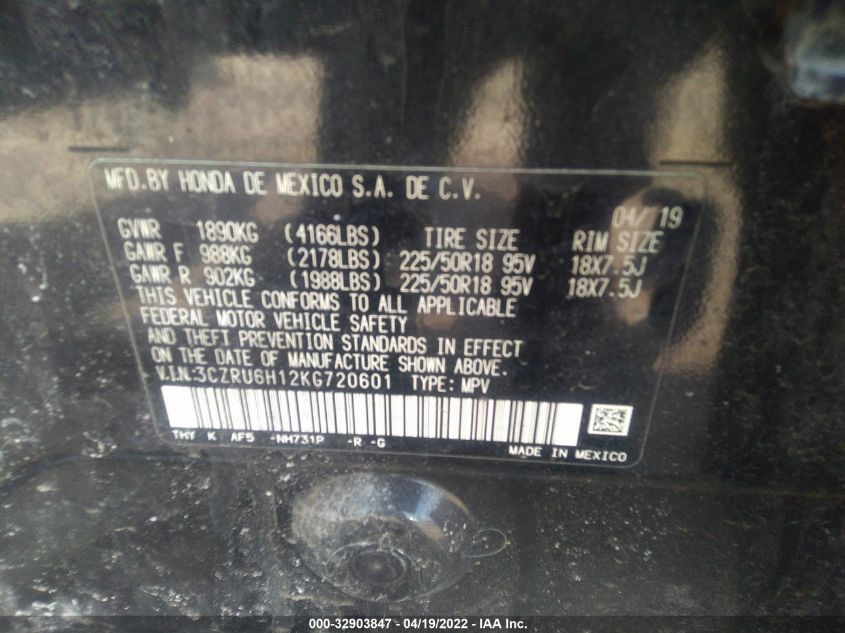 MFD.BY HONDA DE MEXICO S.A. DE C.V.
04/ 19
GVWR 1890KG (4166LBS) TIRE SIZE RIM SIZE
GAWR F 988KG (2178LBS) 225/50R18 95V 18X7.5J
GAWR R 902KG (1988LBS) 225/50R18 95V 18X7.5J
THIS VEHICLE CONFORMS TO ALL APPLICABLE
FEDERAL MOTOR VEHICLE SAFETY
AND THEFT PREVENTION STANDARDS IN EFFECT
ON THE DATE OF MANUFACTURE SHOWN ABOVE.
V.I.N.3CZRU6H12KG720601 TYPE: MPV
THY K AF5 -NH731P -R -G
MADE IN MEXICO
000-32903847 - 04/19/2022 - IAA Inc.